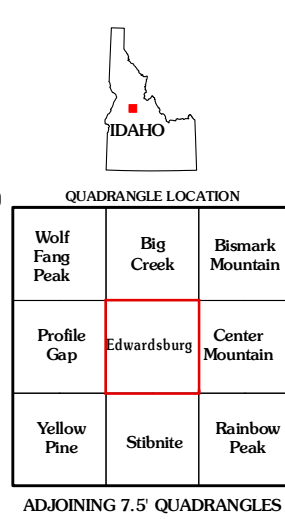 IDAHO
QUADRANGLE LOCATION
Wolf
Fang
Peak
Big
Creek
Bismark
Mountain
Profile
Gap
Edwardsburg
Center
Mountain
Yellow
Pine
Stibnite
Rainbow
Peak
ADJOINING 7.5' QUADRANGLES